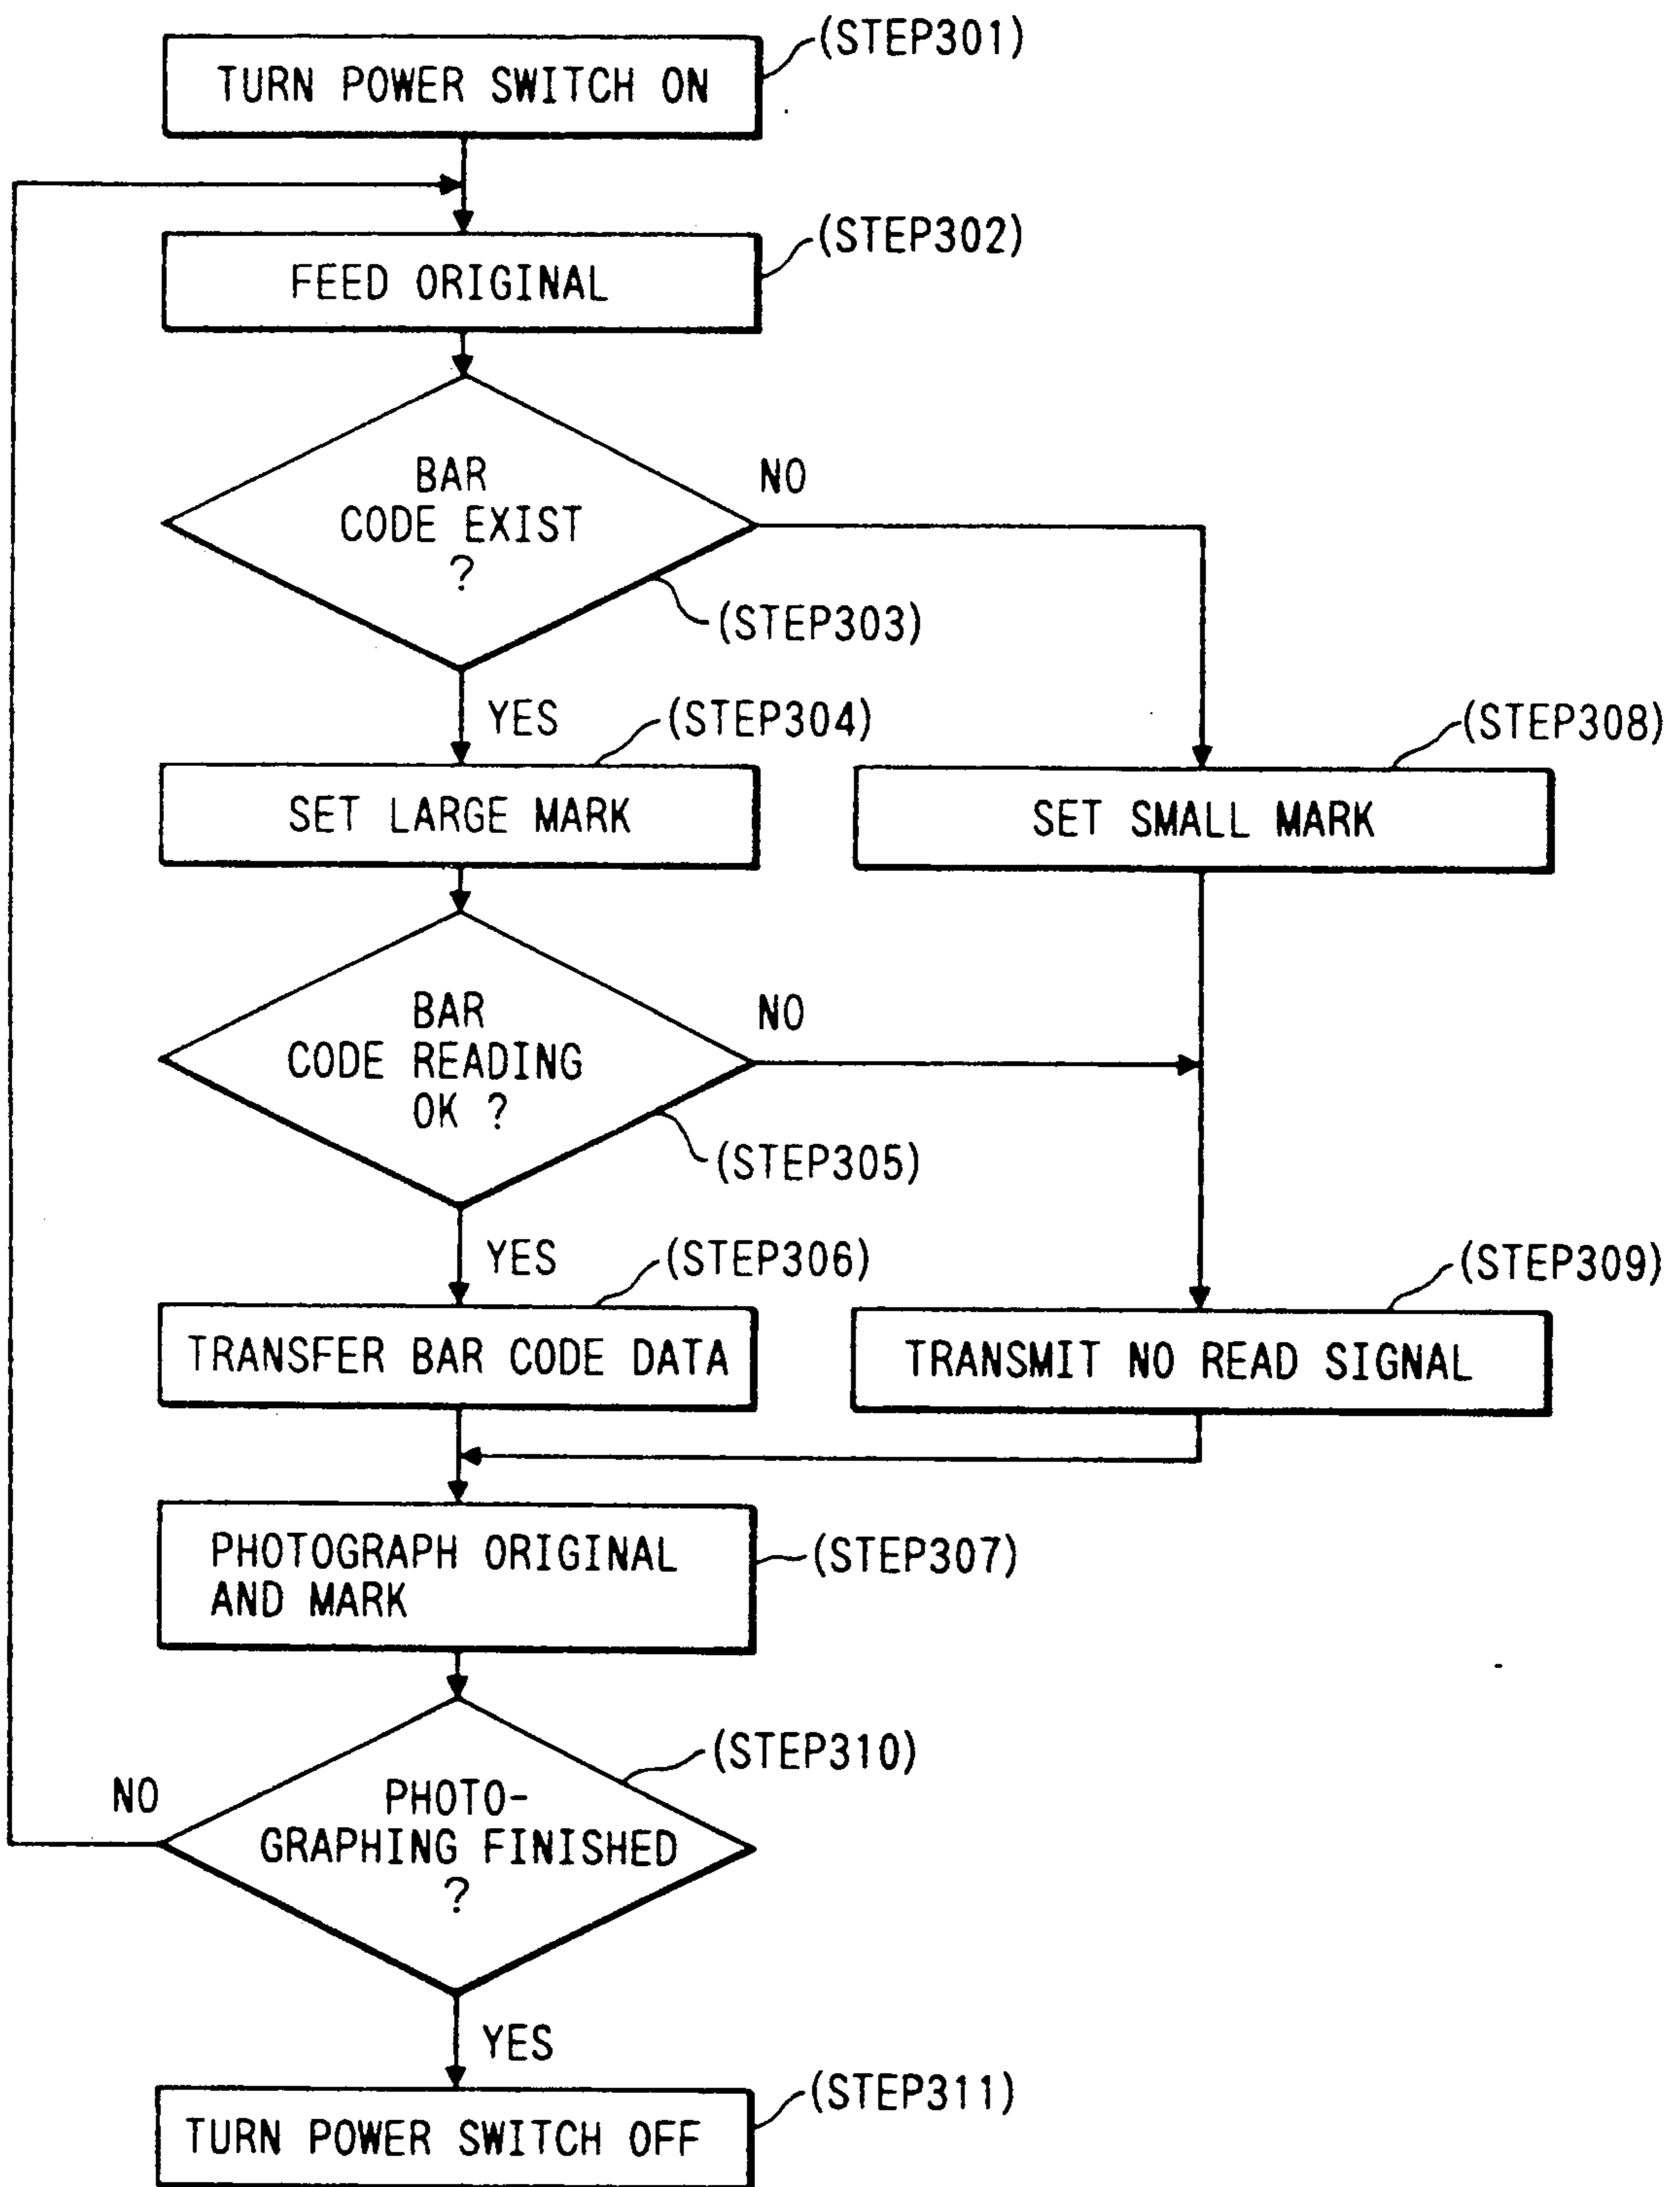 (STEP301)
TURN POWER SWITCH ON
(STEP302)
FEED ORIGINAL
BAR
CODE EXIST
?
NO
(STEP303)
YES
(STEP304)
(STEP308)
SET LARGE MARK
SET SMALL MARK
BAR
CODE READING
OK ?
NO
(STEP305)
YES
(STEP306)
(STEP309)
TRANSFER BAR CODE DATA
TRANSMIT NO READ SIGNAL
PHOTOGRAPH ORIGINAL
AND MARK
(STEP307)
(STEP310)
NO
PHOTO-
GRAPHING FINISHED
?
YES
(STEP311)
TURN POWER SWITCH OFF